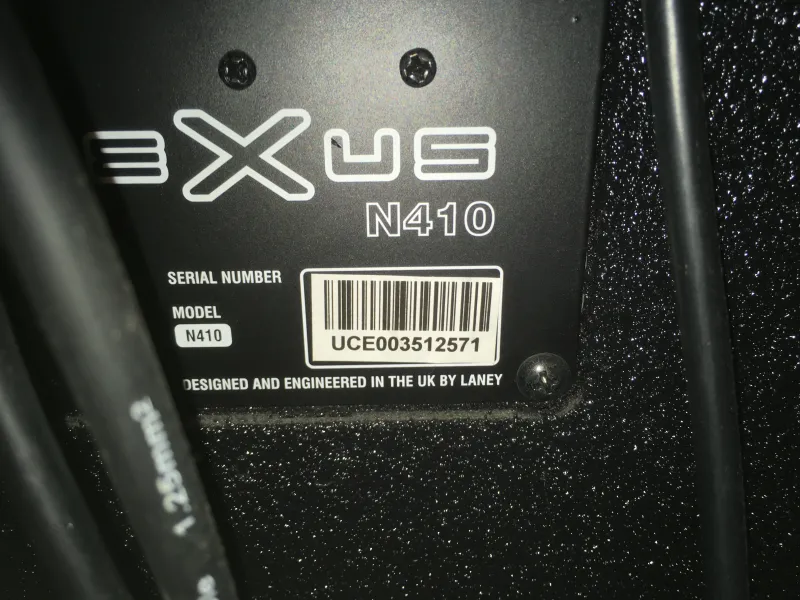 eXUS
N410
SERIAL NUMBER
MODEL
N410
UCE003512571
DESIGNED AND ENGINEERED IN THE UK BY LANEY
1.25mm2